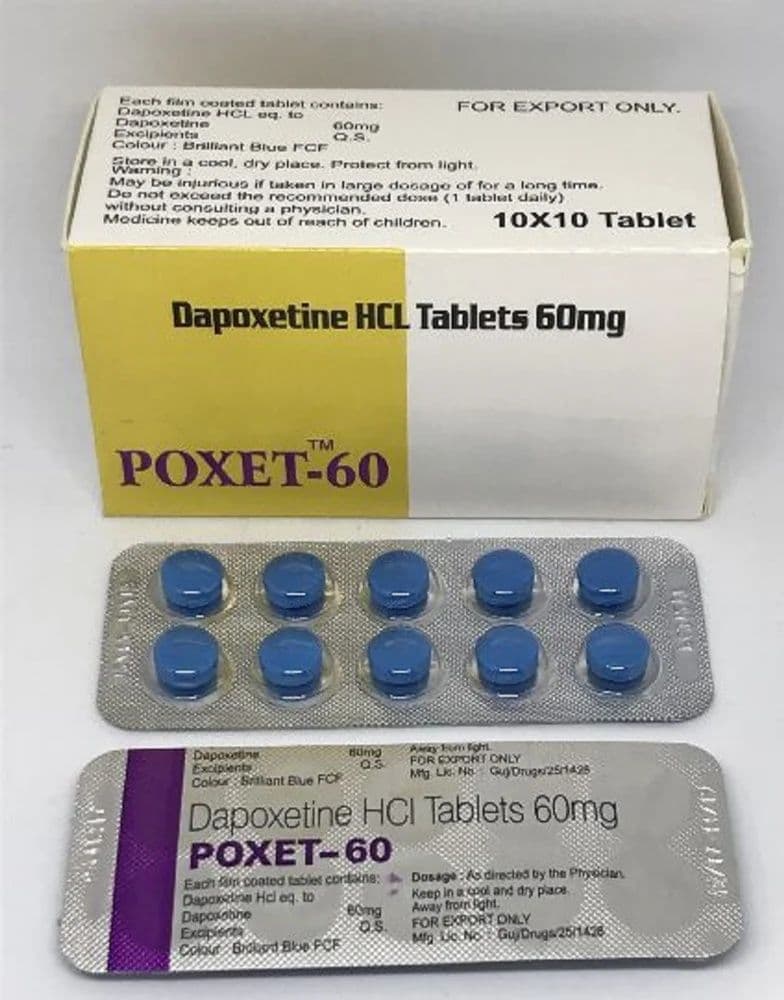 Each film coated tablet contains:
Dapoxetine HCL eq. to
Dapoxetine 60mg
Excipients Q.S.
Colour : Brilliant Blue FCF
FOR EXPORT ONLY.
Store in a cool, dry place. Protect from light.
Warning :
May be injurious if taken in large dosage of for a long time.
Do not exceed the recommended dose (1 tablet daily)
without consulting a physician.
Medicine keeps out of reach of children.
10X10 Tablet
Dapoxetine HCL Tablets 60mg
POXET™-60
Dapoxetine 60mg
Excipients Q.S.
Colour : Brilliant Blue FCF
Away from light.
FOR EXPORT ONLY
Mfg. Lic. No : Guj/Drugs/25/1426
Dapoxetine HCl Tablets 60mg
POXET-60
Each film coated tablet contains:
Dapoxetine Hcl eq. to
Dapoxetine 60mg
Excipients Q.S.
Colour : Brilliant Blue FCF
Dosage : As directed by the Physician.
Keep in a cool and dry place.
Away from light.
FOR EXPORT ONLY
Mfg. Lic. No : Guj/Drugs/25/1426